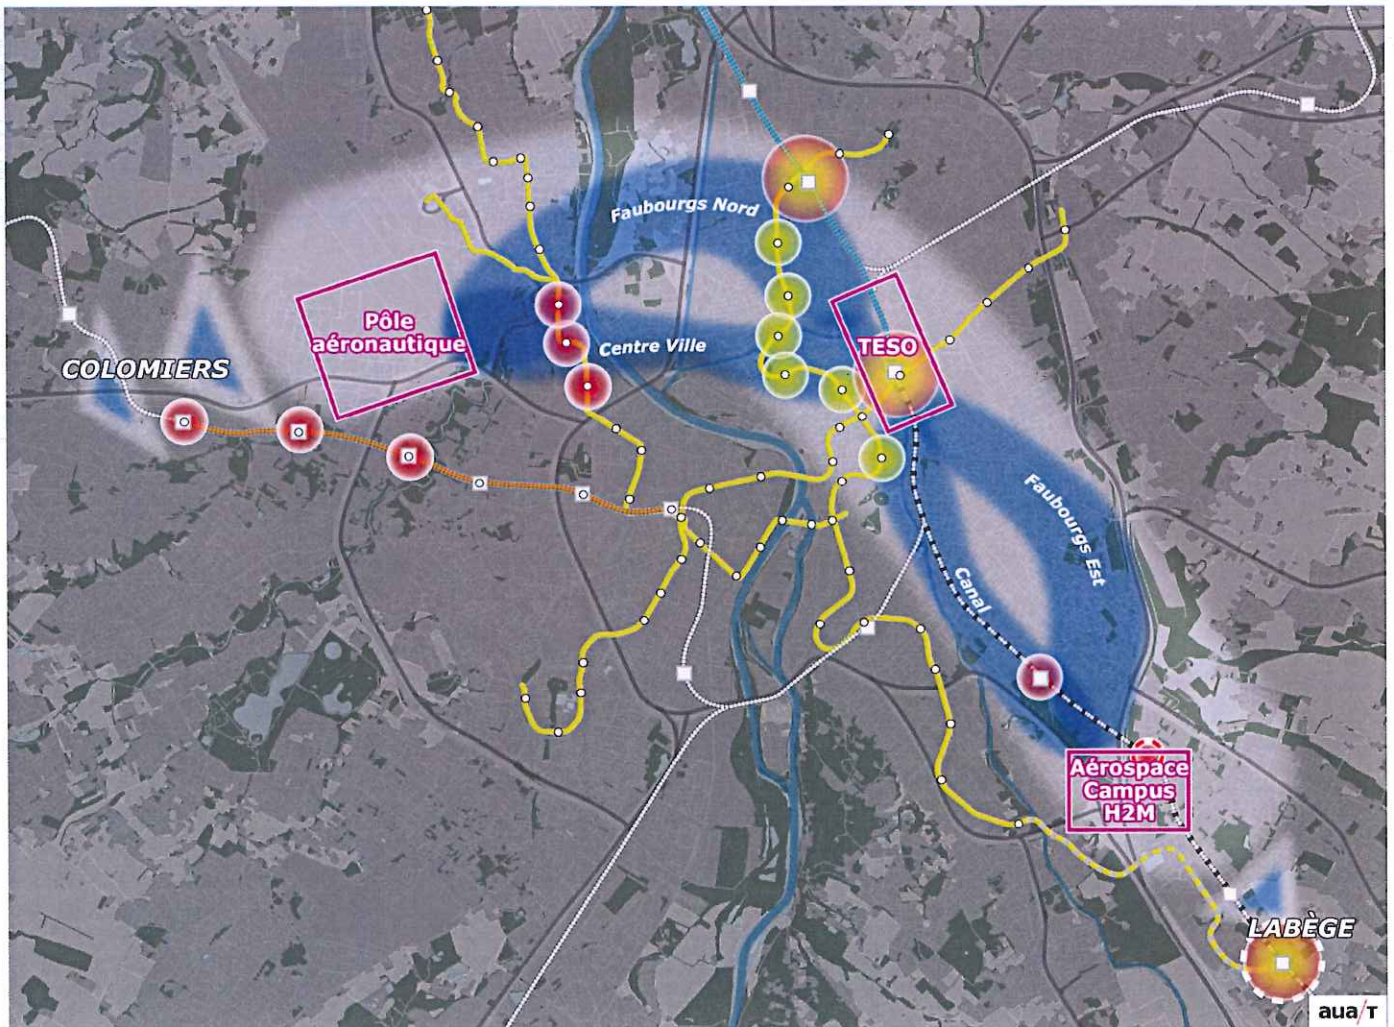 Faubourgs Nord
Pôle
aéronautique
Centre Ville
TESO
COLOMIERS
Faubourgs Est
Canal
Aérospace
Campus
H2M
LABÈGE
aua/T